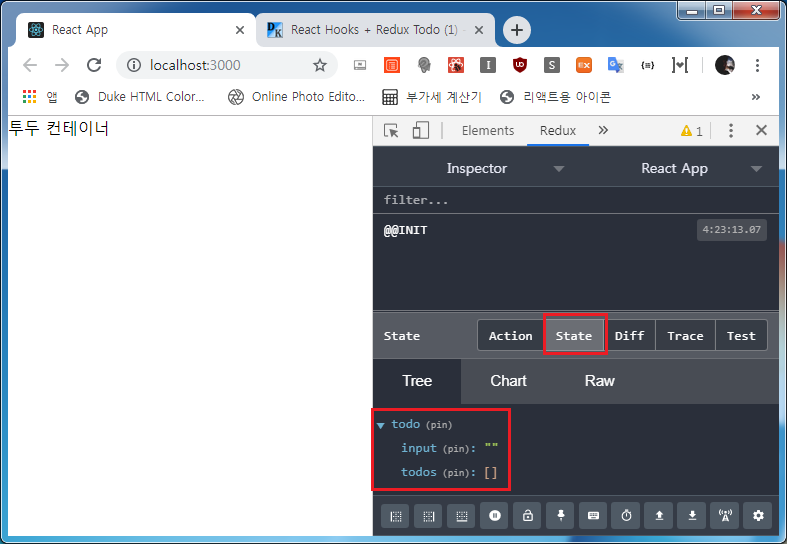 React App
React Hooks + Redux Todo (1) -
localhost:3000
앱
Duke HTML Color...
Online Photo Edito...
부가세 계산기
리액트용 아이콘
»
투두 컨테이너
Elements
Redux
»
1
Inspector
React App
filter...
@@INIT
4:23:13.07
State
Action
State
Diff
Trace
Test
Tree
Chart
Raw
todo (pin)
input (pin): ""
todos (pin): []